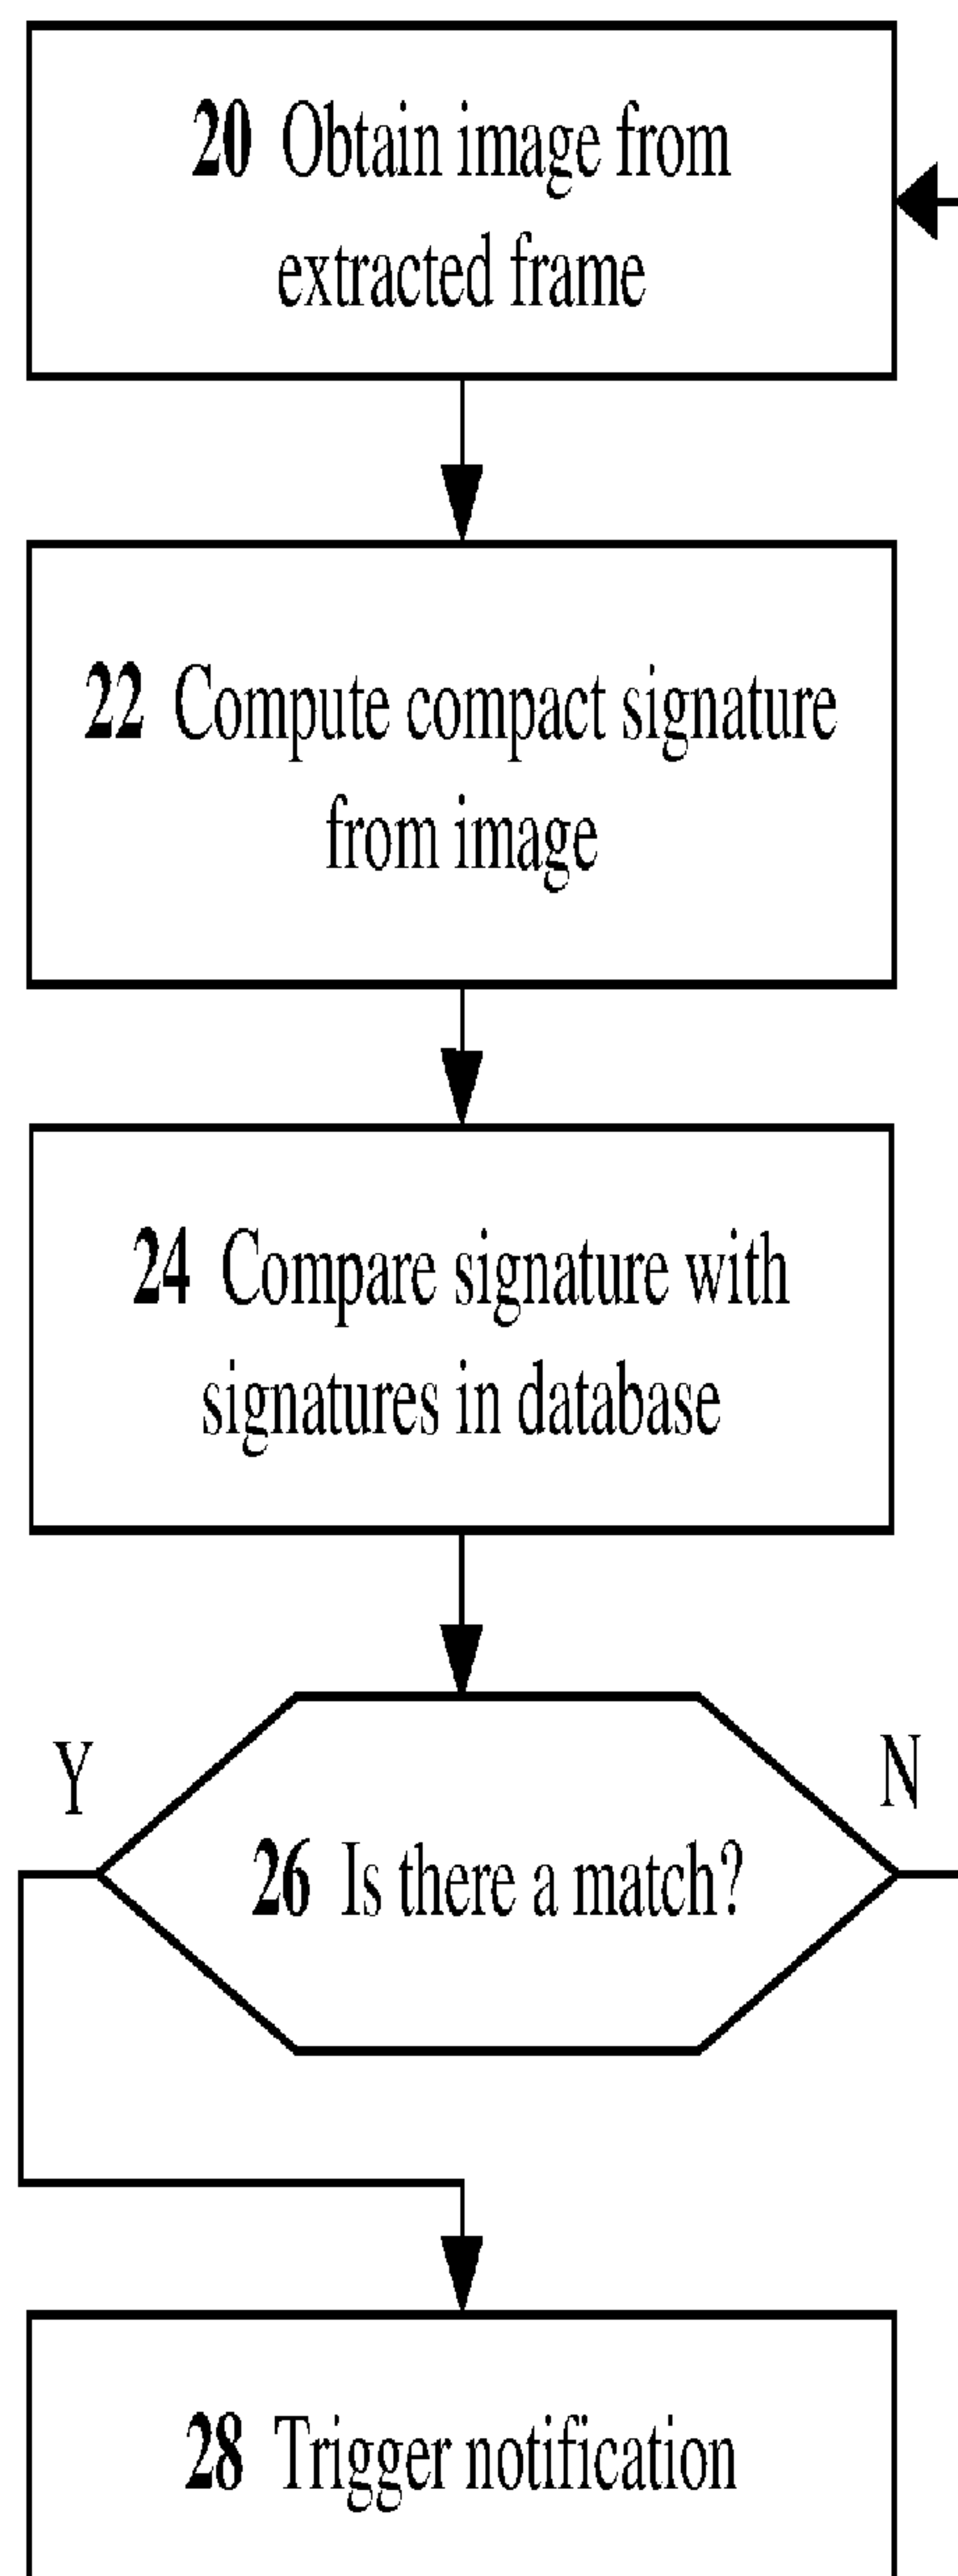 20 Obtain image from
extracted frame
22 Compute compact signature
from image
24 Compare signature with
signatures in database
Y
N
26 Is there a match?
28 Trigger notification